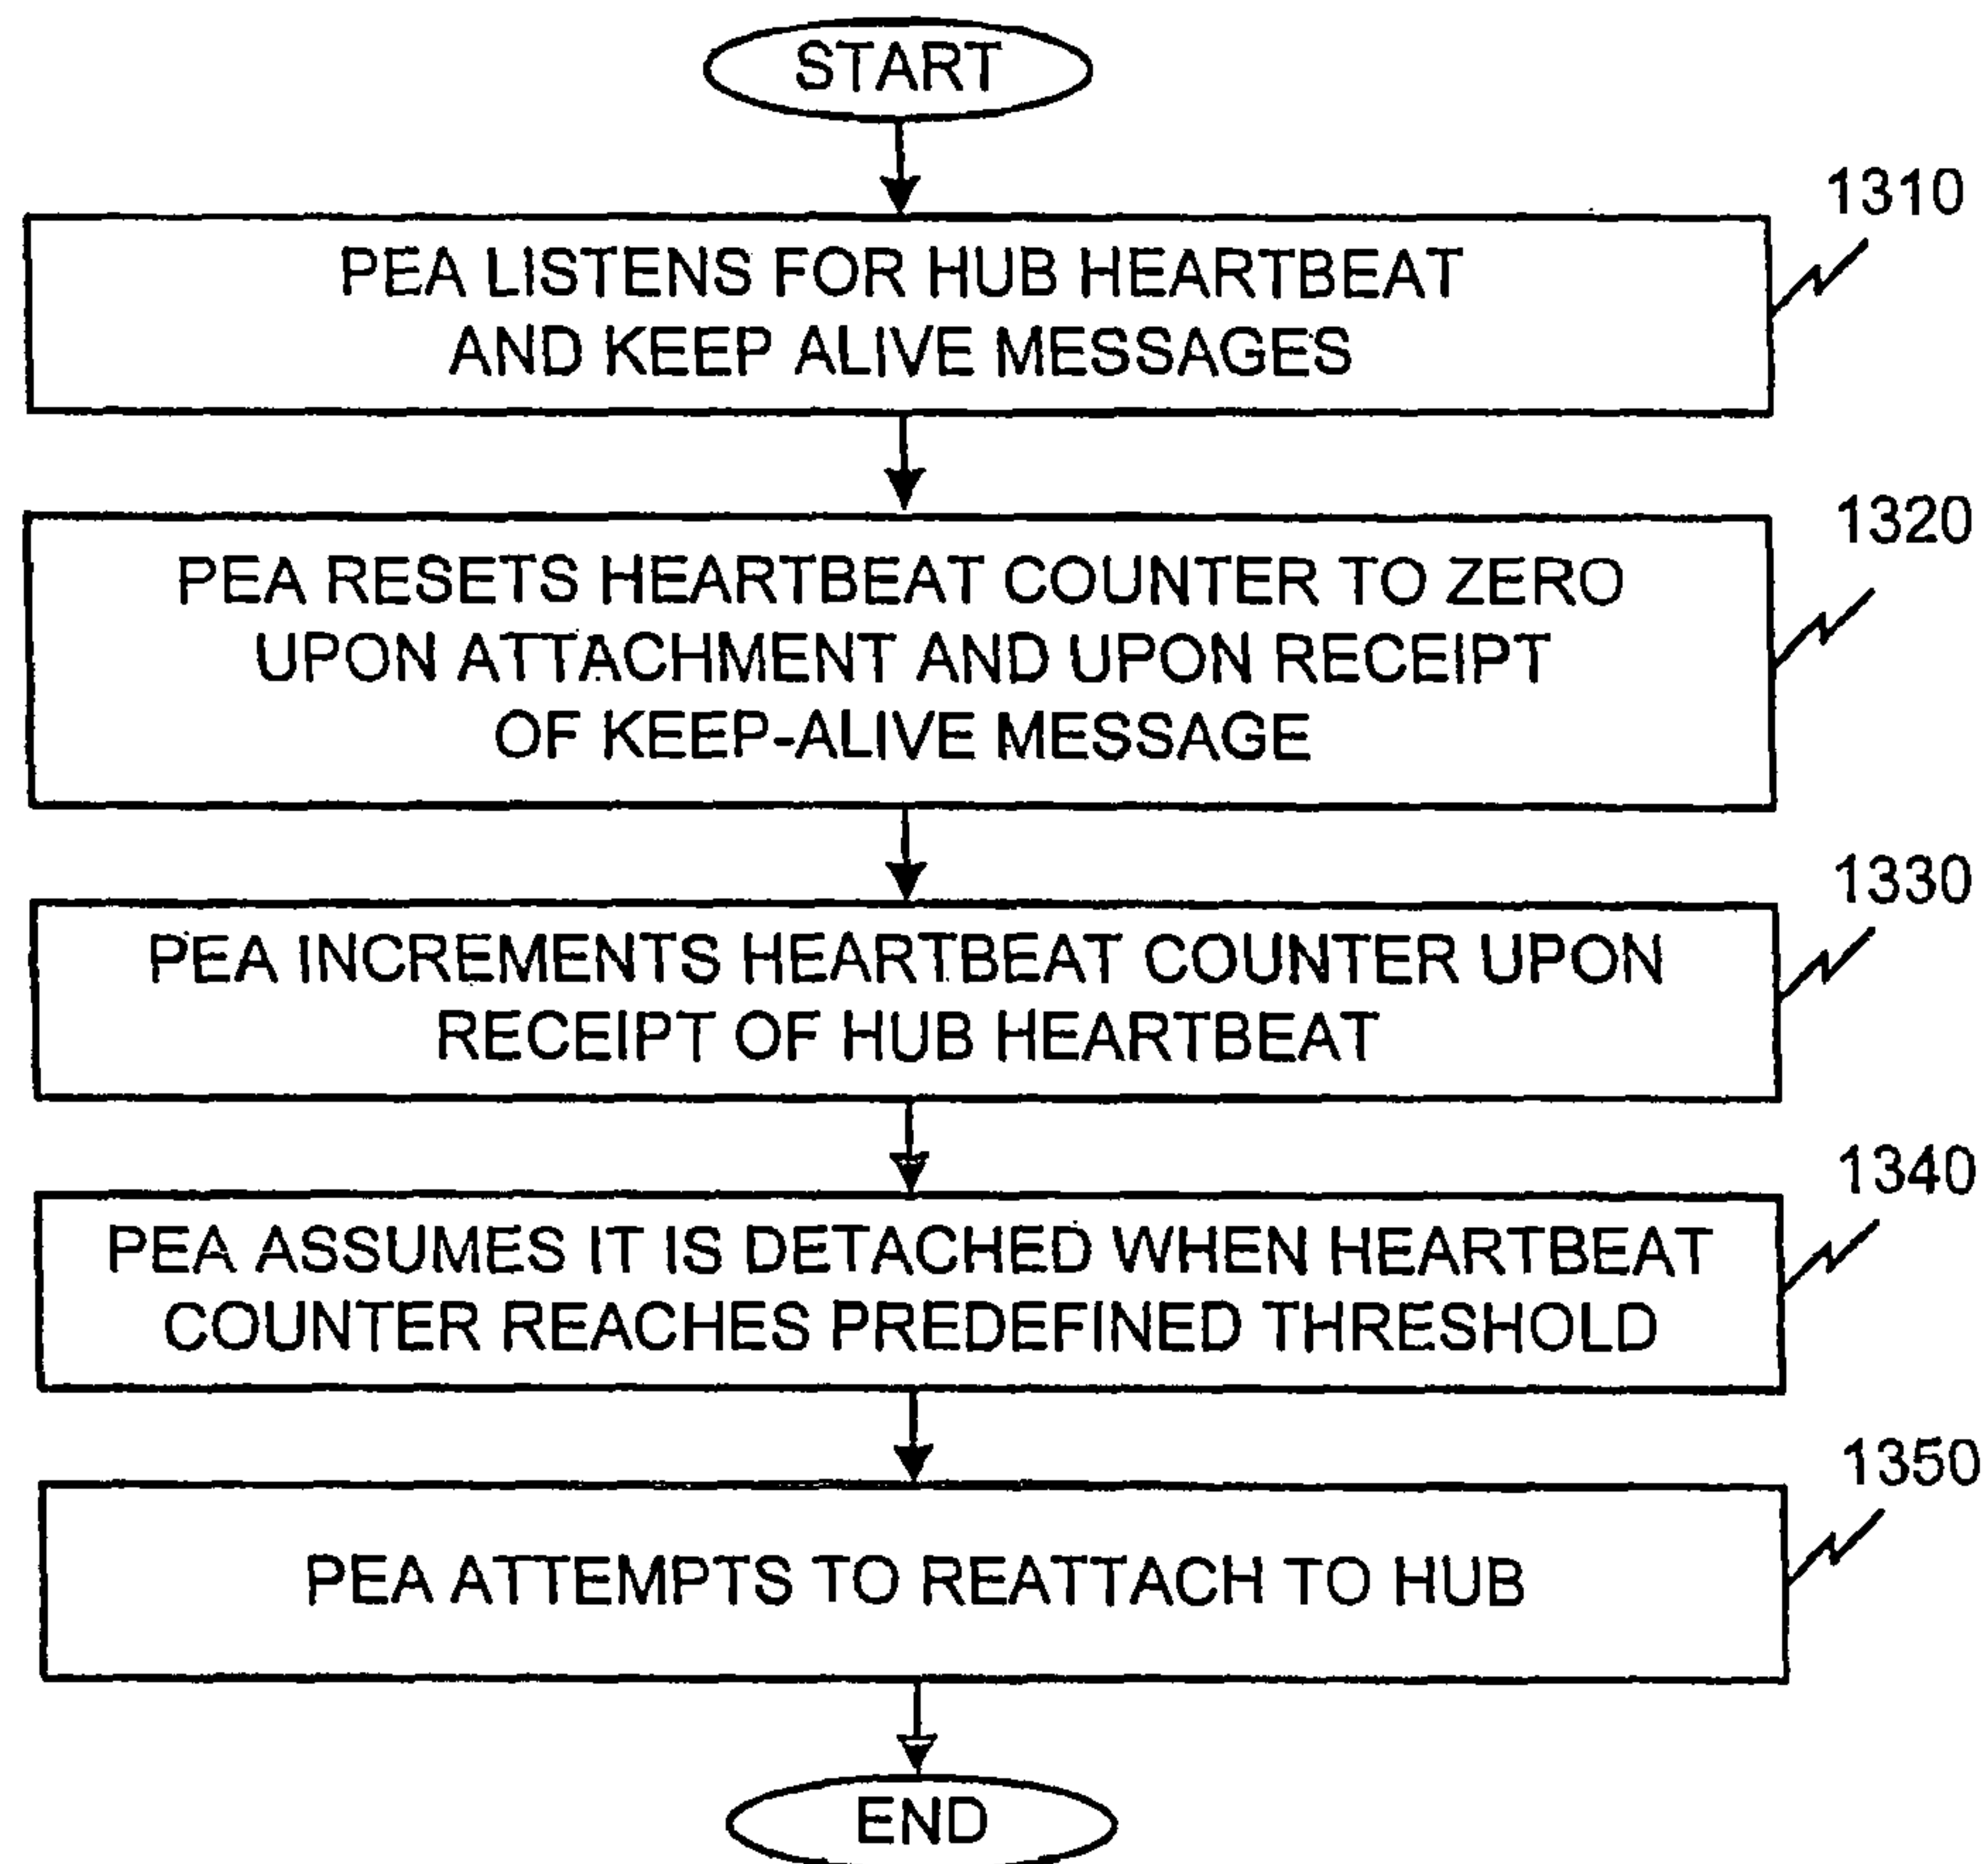 START
1310
PEA LISTENS FOR HUB HEARTBEAT
AND KEEP ALIVE MESSAGES
1320
PEA RESETS HEARTBEAT COUNTER TO ZERO
UPON ATTACHMENT AND UPON RECEIPT
OF KEEP-ALIVE MESSAGE
1330
PEA INCREMENTS HEARTBEAT COUNTER UPON
RECEIPT OF HUB HEARTBEAT
1340
PEA ASSUMES IT IS DETACHED WHEN HEARTBEAT
COUNTER REACHES PREDEFINED THRESHOLD
1350
PEA ATTEMPTS TO REATTACH TO HUB
END